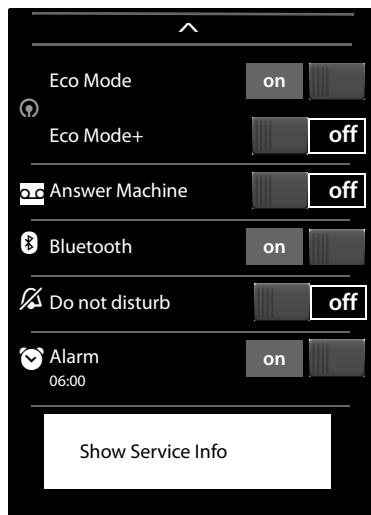 Eco Mode on
Eco Mode+ off
Answer Machine off
Bluetooth on
Do not disturb off
Alarm on
06:00
Show Service Info